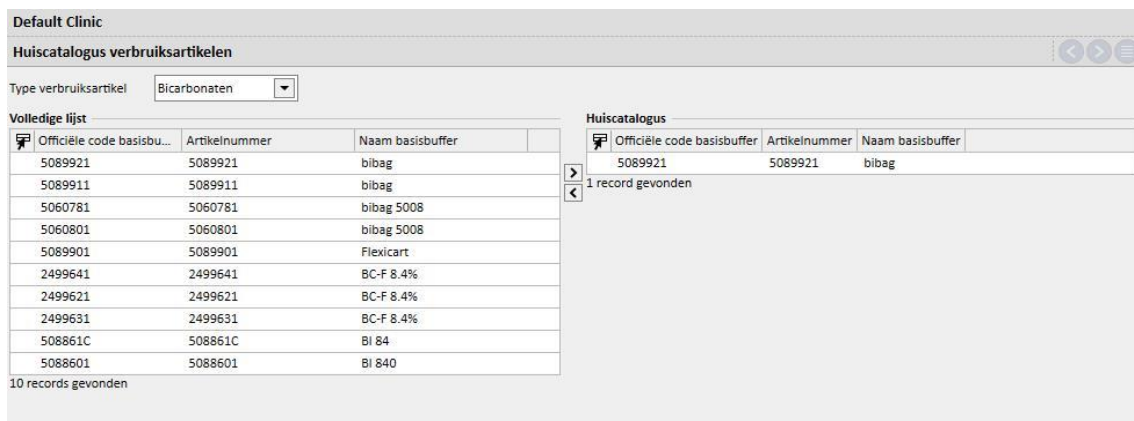 Default Clinic
Huiscatalogus verbruiksartikelen
Type verbruiksartikel Bicarbonaten
Volledige lijst
Officiële code basisbu... Artikelnummer Naam basisbuffer
5089921 5089921 bibag
5089911 5089911 bibag
5060781 5060781 bibag 5008
5060801 5060801 bibag 5008
5089901 5089901 Flexicart
2499641 2499641 BC-F 8.4%
2499621 2499621 BC-F 8.4%
2499631 2499631 BC-F 8.4%
508861C 508861C BI 84
5088601 5088601 BI 840
10 records gevonden
Huiscatalogus
Officiële code basisbuffer Artikelnummer Naam basisbuffer
5089921 5089921 bibag
1 record gevonden